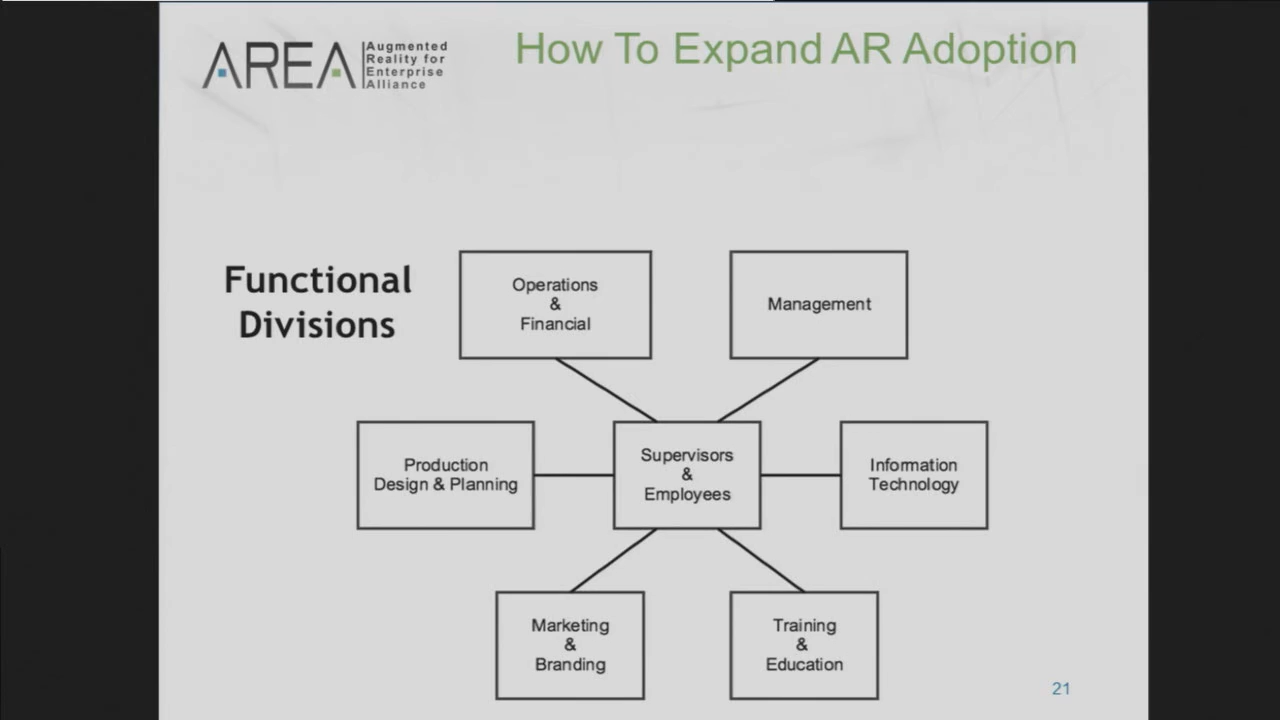 AREA
Augmented
Reality for
Enterprise
Alliance
How To Expand AR Adoption
Functional
Divisions
Operations
&
Financial
Management
Production
Design & Planning
Supervisors
&
Employees
Information
Technology
Marketing
&
Branding
Training
&
Education
21